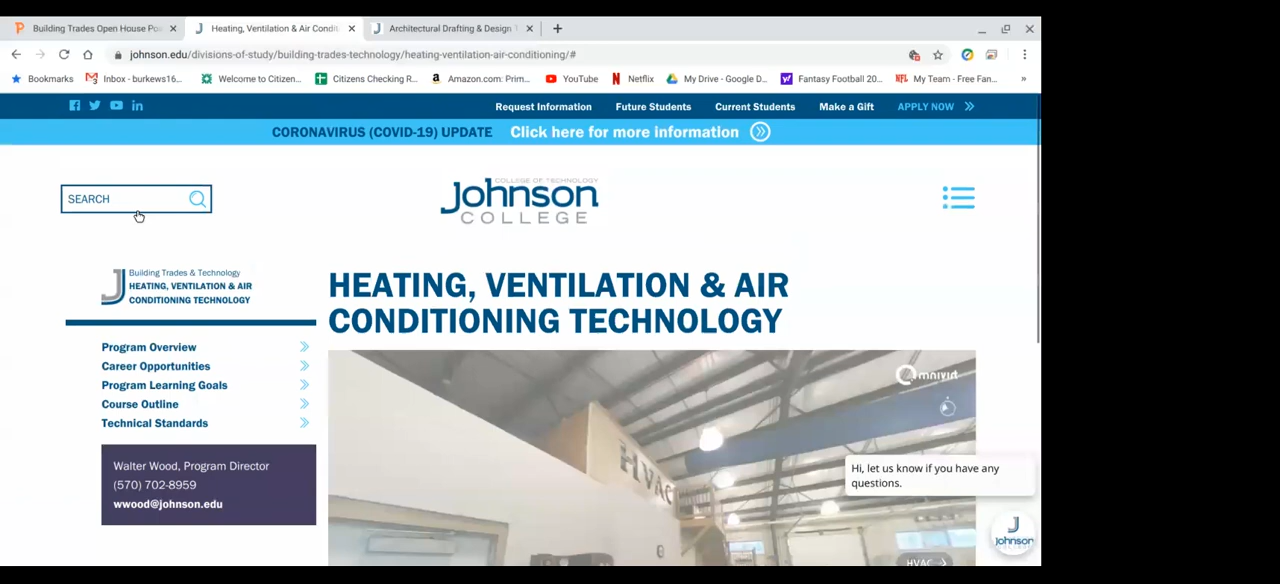 Building Trades Open House Po
Heating, Ventilation & Air Condit
Architectural Drafting & Design
johnson.edu/divisions-of-study/building-trades-technology/heating-ventilation-air-conditioning/#
Bookmarks
Inbox - burkews16...
Welcome to Citizen...
Citizens Checking R...
Amazon.com: Prim...
YouTube
Netflix
My Drive - Google D...
Fantasy Football 20...
NFL
My Team - Free Fan...
Request Information
Future Students
Current Students
Make a Gift
APPLY NOW
CORONAVIRUS (COVID-19) UPDATE Click here for more information
SEARCH
COLLEGE OF TECHNOLOGY
Johnson
COLLEGE
Building Trades & Technology
HEATING, VENTILATION & AIR
CONDITIONING TECHNOLOGY
HEATING, VENTILATION & AIR
CONDITIONING TECHNOLOGY
Program Overview
Career Opportunities
Program Learning Goals
Course Outline
Technical Standards
Walter Wood, Program Director
(570) 702-8959
wwood@johnson.edu
Omnivirt
HVAC
Hi, let us know if you have any
questions.
HVAC
Johnson